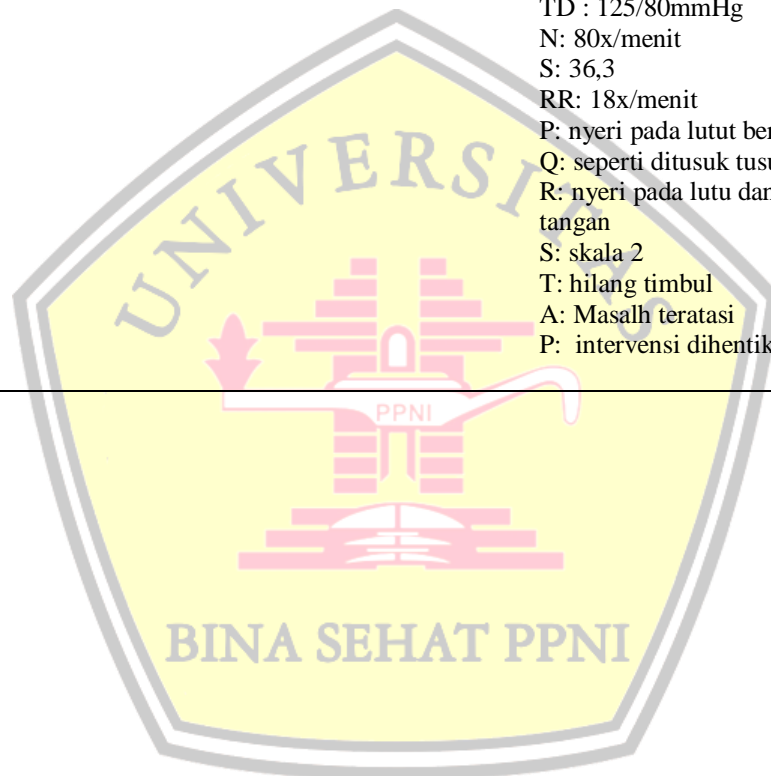 TD : 125/80mmHg
N: 80x/menit
S: 36,3
RR: 18x/menit
P: nyeri pada lutut
Q: seperti ditusuk
R: nyeri pada lutu dan
tangan
S: skala 2
T: hilang timbul
A: Masalh teratasi
P: intervensi
UNIVERSITAS
PPNI
BINA SEHAT PPNI